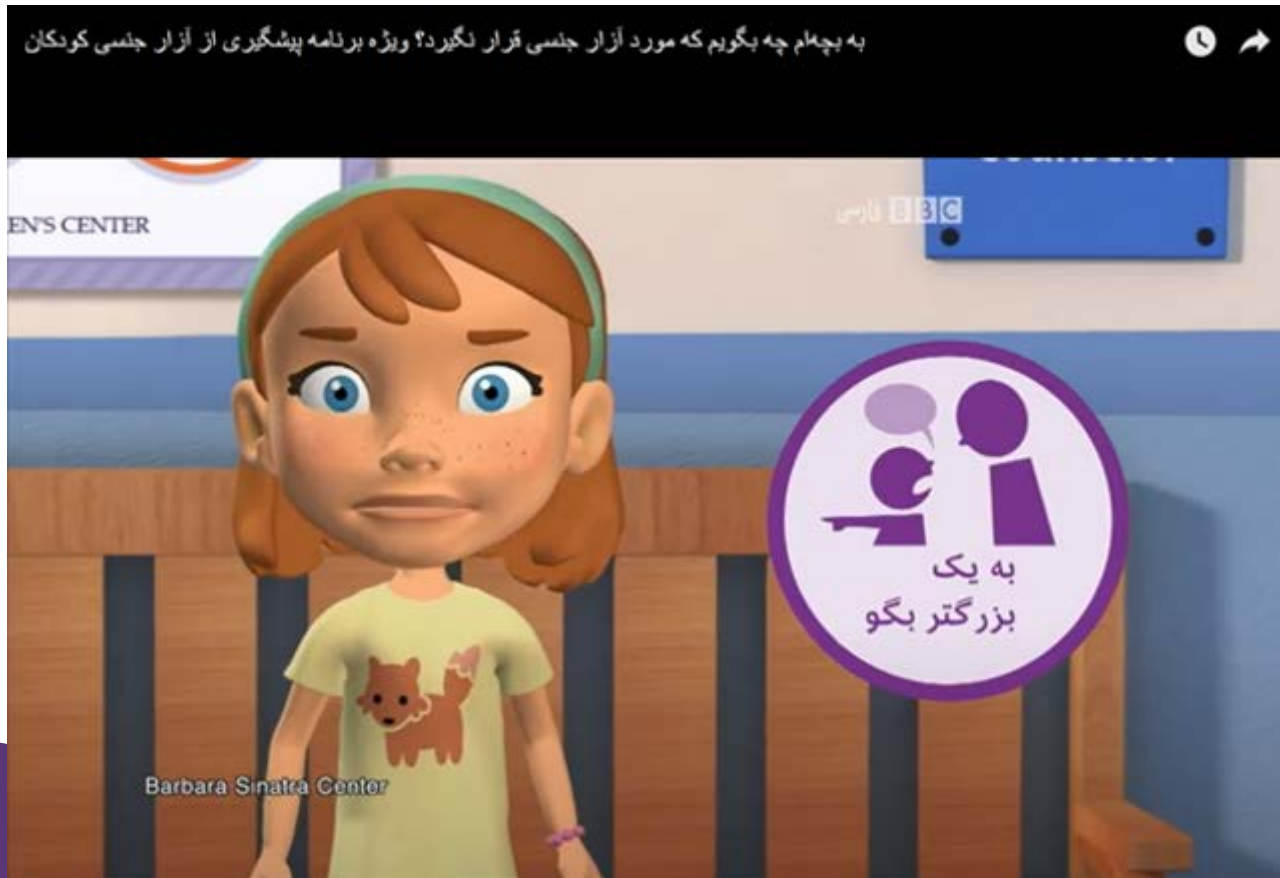 به بچه‌ام چه بگویم که مورد آزار جنسی قرار نگیرد؟ ویژه برنامه پیشگیری از آزار جنسی کودکان
EN'S CENTER
BBC فارسی
به یک
بزرگتر بگو
Barbara Sinatra Center